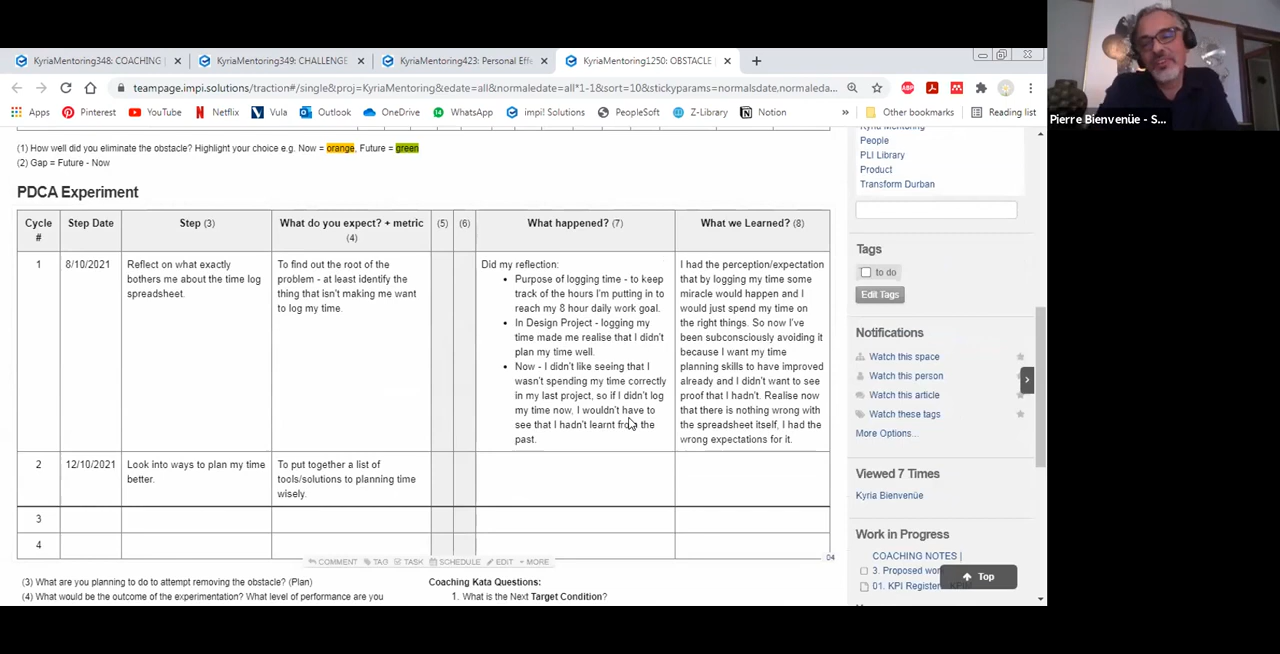 KyriaMentoring348: COACHING
KyriaMentoring349: CHALLENGE
KyriaMentoring423: Personal Effe
KyriaMentoring1250: OBSTACLE
teampage.impi.solutions/traction#/single&proj=KyriaMentoring&edate=all&normaledate=all*1-1&sort=10&stickyparams=normalsdate,normaleda...
Apps
Pinterest
YouTube
Netflix
Vula
Outlook
OneDrive
WhatsApp
impi! Solutions
PeopleSoft
Z-Library
Notion
»
Other bookmarks
Reading list
Pierre Bienvenüe - S...
(1) How well did you eliminate the obstacle? Highlight your choice e.g. Now = orange, Future = green
(2) Gap = Future - Now
PDCA Experiment
Cycle
#
Step Date
Step (3)
What do you expect? + metric
(4)
(5)
(6)
What happened? (7)
What we Learned? (8)
1
8/10/2021
Reflect on what exactly
bothers me about the time log
spreadsheet.
To find out the root of the
problem - at least identify the
thing that isn't making me want
to log my time.
Did my reflection:
• Purpose of logging time - to keep
track of the hours I'm putting in to
reach my 8 hour daily work goal.
• In Design Project - logging my
time made me realise that I didn't
plan my time well.
• Now - I didn't like seeing that I
wasn't spending my time correctly
in my last project, so if I didn't log
my time now, I wouldn't have to
see that I hadn't learnt from the
past.
I had the perception/expectation
that by logging my time some
miracle would happen and I
would just spend my time on
the right things. So now I've
been subconsciously avoiding it
because I want my time
planning skills to have improved
already and I didn't want to see
proof that I hadn't. Realise now
that there is nothing wrong with
the spreadsheet itself, I had the
wrong expectations for it.
2
12/10/2021
Look into ways to plan my time
better.
To put together a list of
tools/solutions to planning time
wisely.
3
4
COMMENT TAG TASK SCHEDULE EDIT MORE
(3) What are you planning to do to attempt removing the obstacle? (Plan)
(4) What would be the outcome of the experimentation? What level of performance are you
Coaching Kata Questions:
1. What is the Next Target Condition?
Kyria Mentoring
People
PLI Library
Product
Transform Durban
Tags
to do
Edit Tags
Notifications
Watch this space
Watch this person
Watch this article
Watch these tags
More Options...
Viewed 7 Times
Kyria Bienvenüe
Work in Progress
COACHING NOTES |
3. Proposed wor
01. KPI Register
Top